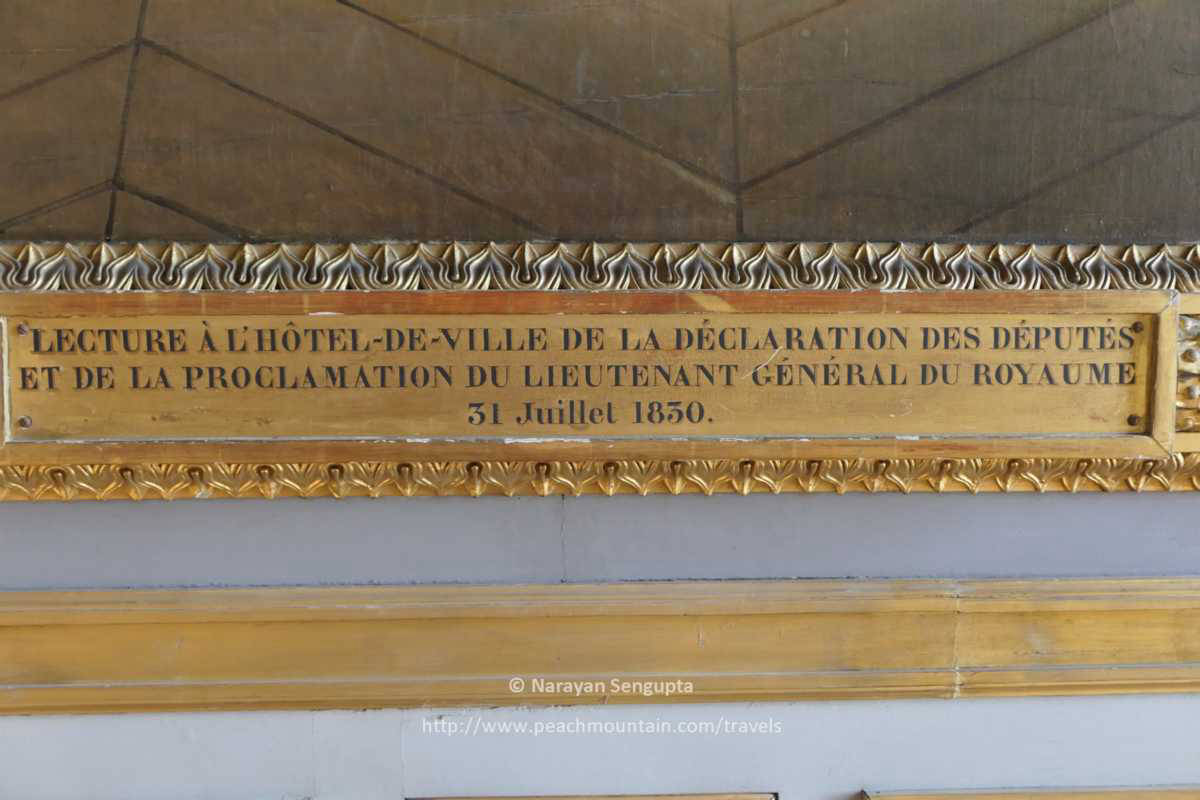 LECTURE À L'HÔTEL-DE-VILLE DE LA DÉCLARATION DES DÉPUTÉS
ET DE LA PROCLAMATION DU LIEUTENANT GÉNÉRAL DU ROYAUME
31 Juillet 1830.
© Narayan Sengupta
http://www.peachmountain.com/travels